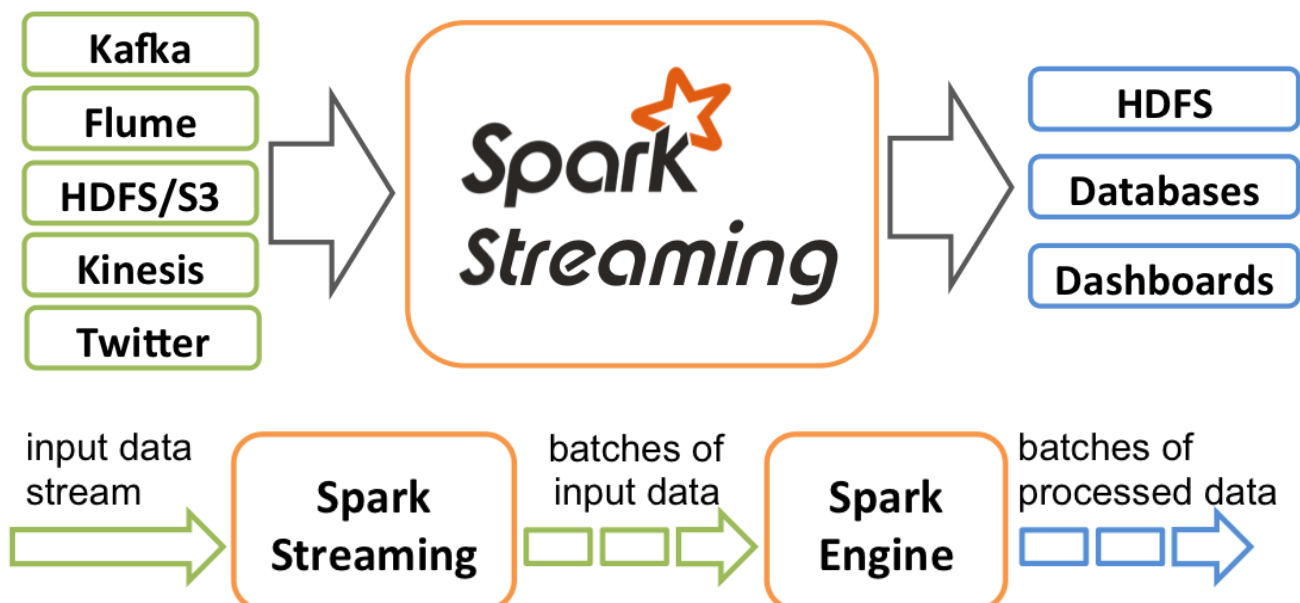 Kafka
Flume
HDFS/S3
Kinesis
Twitter
Spark
Streaming
HDFS
Databases
Dashboards
input data
stream
Spark
Streaming
batches of
input data
Spark
Engine
batches of
processed data